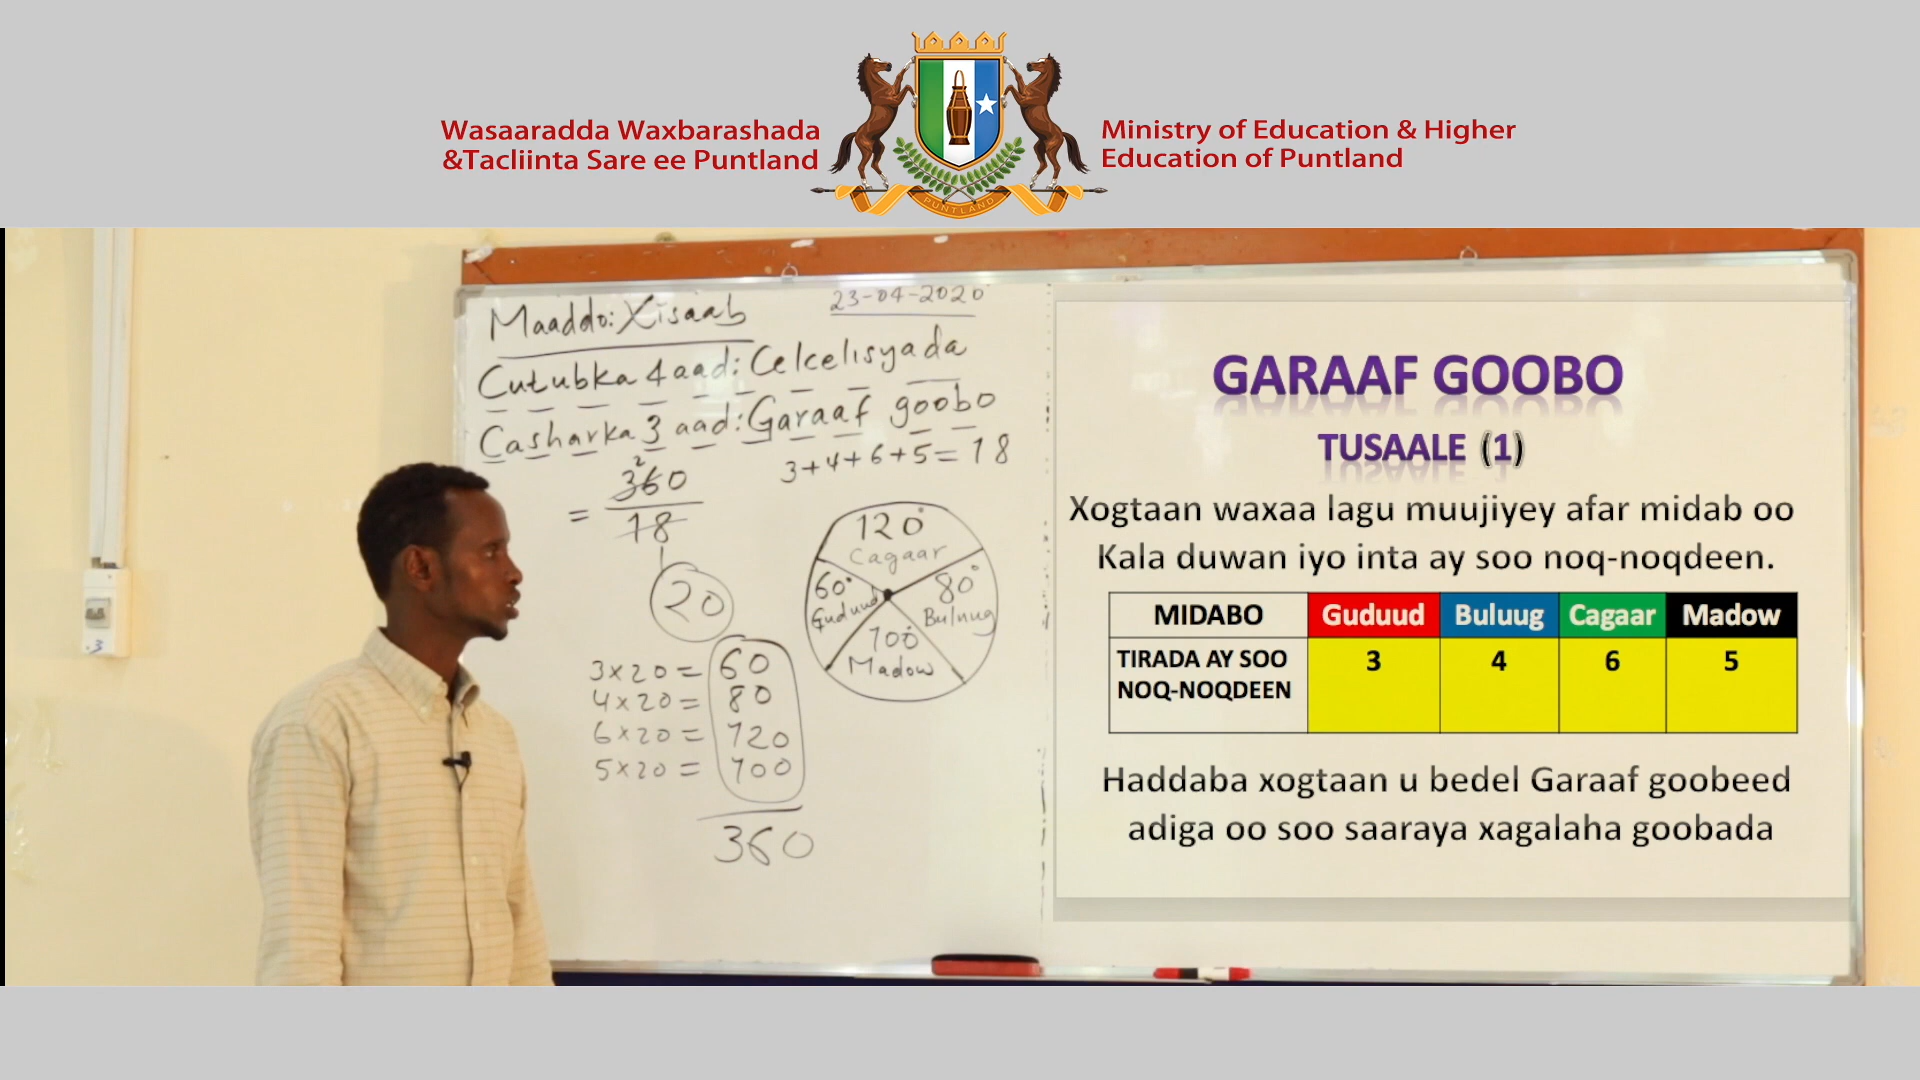 Wasaaradda Waxbarashada
&Tacliinta Sare ee Puntland
PUNTLAND
Ministry of Education & Higher
Education of Puntland
Maaddo: Xisaab
23-04-2020
Cutubka 4aad: Celcelisyada
Casharka 3aad: Garaaf goobo
3+4+6+5=18
= 360
2
18
1
20
3x20= 60
4x20= 80
6x20= 120
5x20= 100
360
120°
Cagaar
60°
Guduud
80°
Buluug
100°
Madow
.3
GARAAF GOOBO
TUSAALE (1)
Xogtaan waxaa lagu muujiyey afar midab oo
Kala duwan iyo inta ay soo noq-noqdeen.
MIDABO Guduud Buluug Cagaar Madow
TIRADA AY SOO NOQ-NOQDEEN 3 4 6 5
Haddaba xogtaan u bedel Garaaf goobeed
adiga oo soo saaraya xagalaha goobada